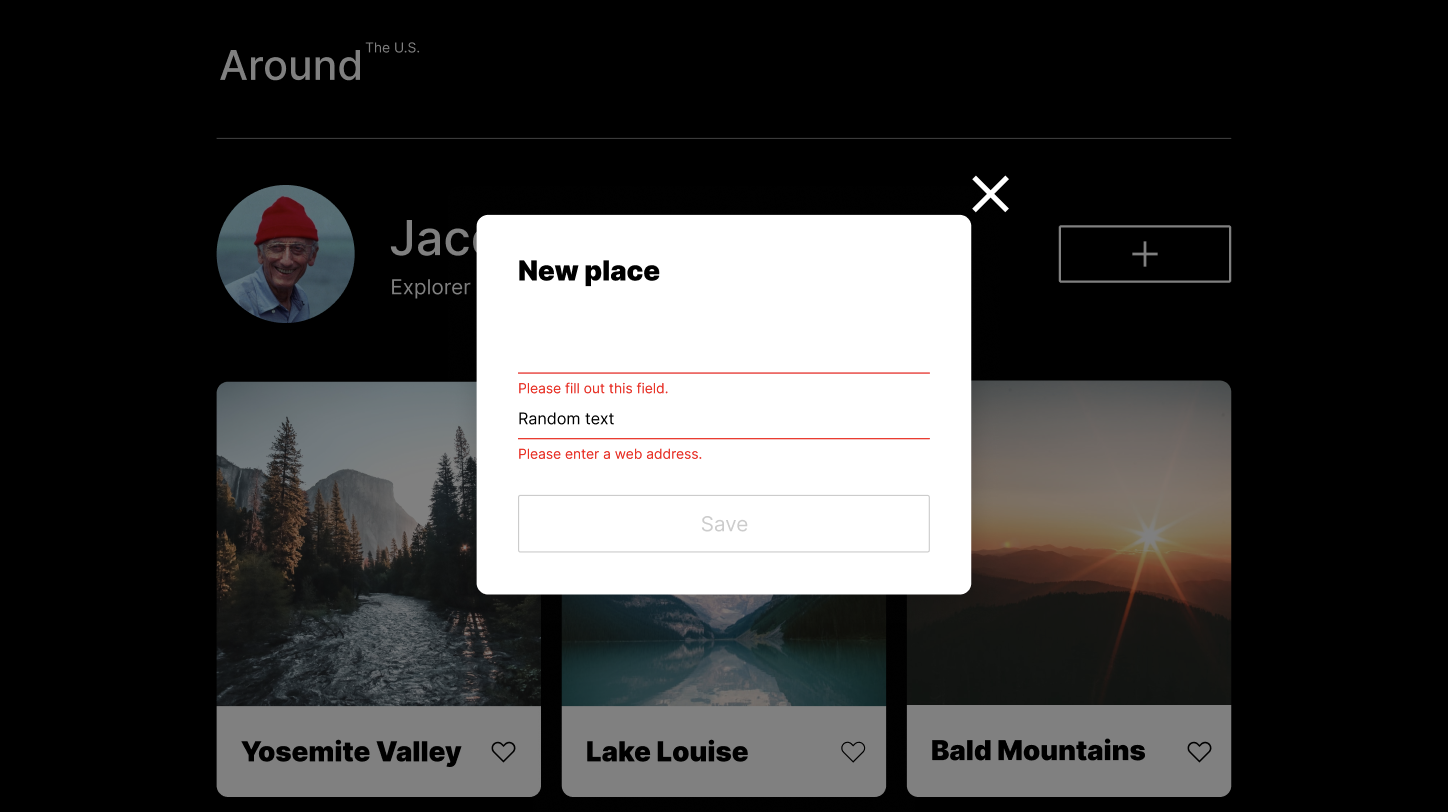 Around The U.S.
Jac
Explorer
New place
Please fill out this field.
Random text
Please enter a web address.
Save
Yosemite Valley
Lake Louise
Bald Mountains